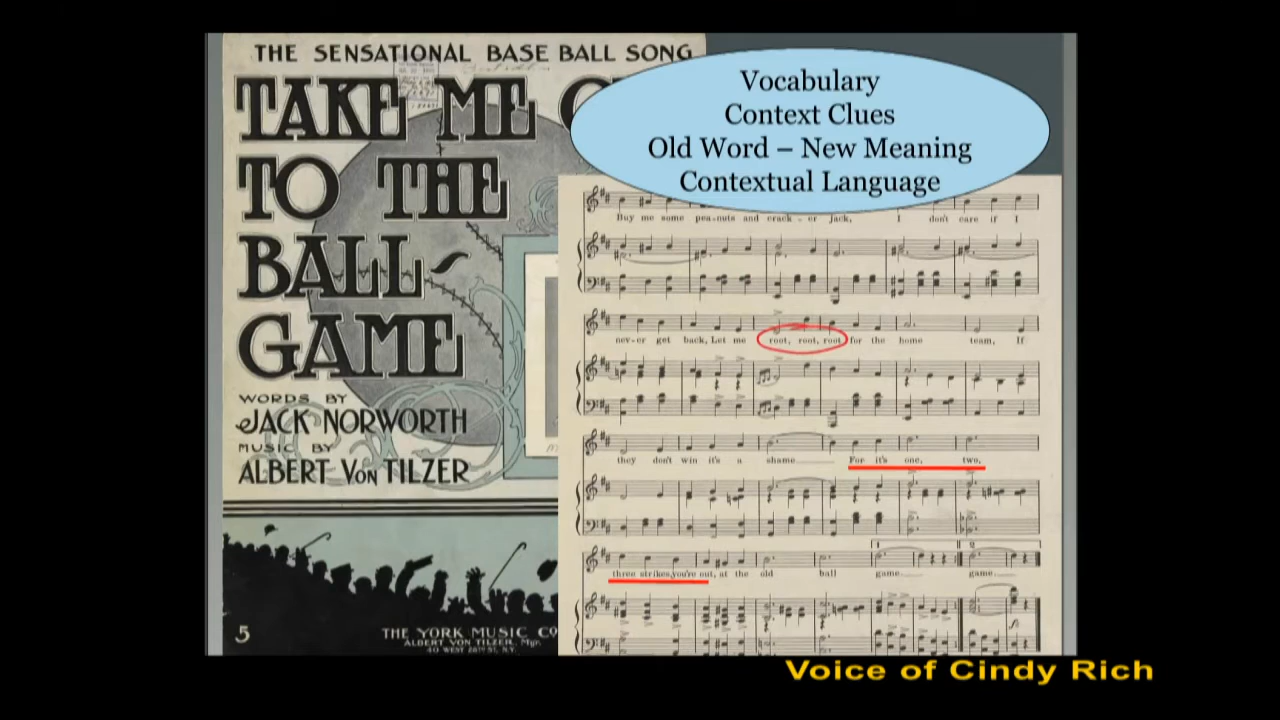 THE SENSATIONAL BASE BALL SONG
TAKE ME
TO THE
BALL-
GAME
WORDS BY
JACK NORWORTH
MUSIC BY
ALBERT VON TILZER
5
THE YORK MUSIC CO
ALBERT VON TILZER, Mgr.
40 WEST 28TH ST. N.Y.
Vocabulary
Context Clues
Old Word – New Meaning
Contextual Language
Buy me some pea-nuts and crack-er jack, I don't care if I
nev-er get back, Let me root, root, root for the home team, If
they don't win it's a shame For it's one, two,
three strikes, you're out, at the old ball game game
Voice of Cindy Rich